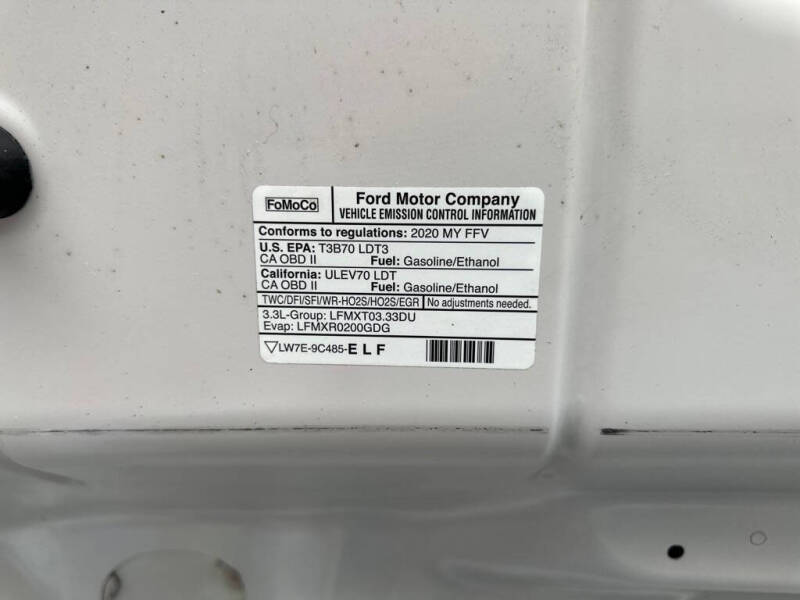 FoMoCo
Ford Motor Company
VEHICLE EMISSION CONTROL INFORMATION
Conforms to regulations: 2020 MY FFV
U.S. EPA: T3B70 LDT3
CA OBD II Fuel: Gasoline/Ethanol
California: ULEV70 LDT
CA OBD II Fuel: Gasoline/Ethanol
TWC/DFI/SFI/WR-HO2S/HO2S/EGR No adjustments needed.
3.3L-Group: LFMXT03.33DU
Evap: LFMXR0200GDG
LW7E-9C485-E L F